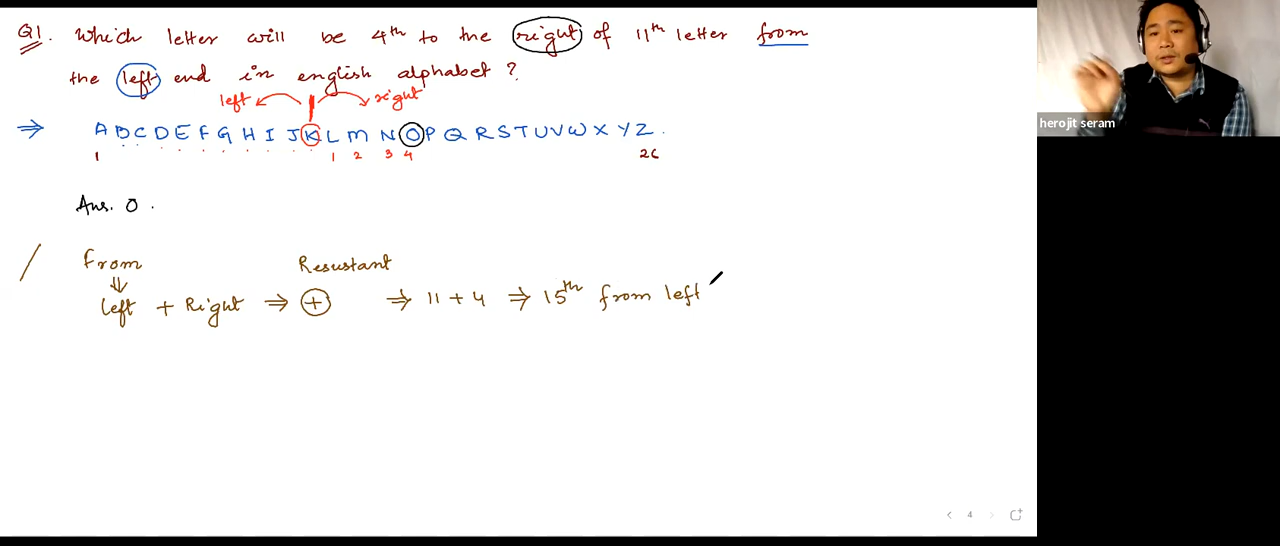 Q1. Which letter will be 4th to the right of 11th letter from
the left end in english alphabet ?
left right
⇒ A B C D E F G H I J K L M N O P Q R S T U V W X Y Z .
1 1 2 3 4 26
Ans. O .
/ From Resustant
⇓
left + Right ⇒ + ⇒ 11 + 4 ⇒ 15th from left
herojit seram
4